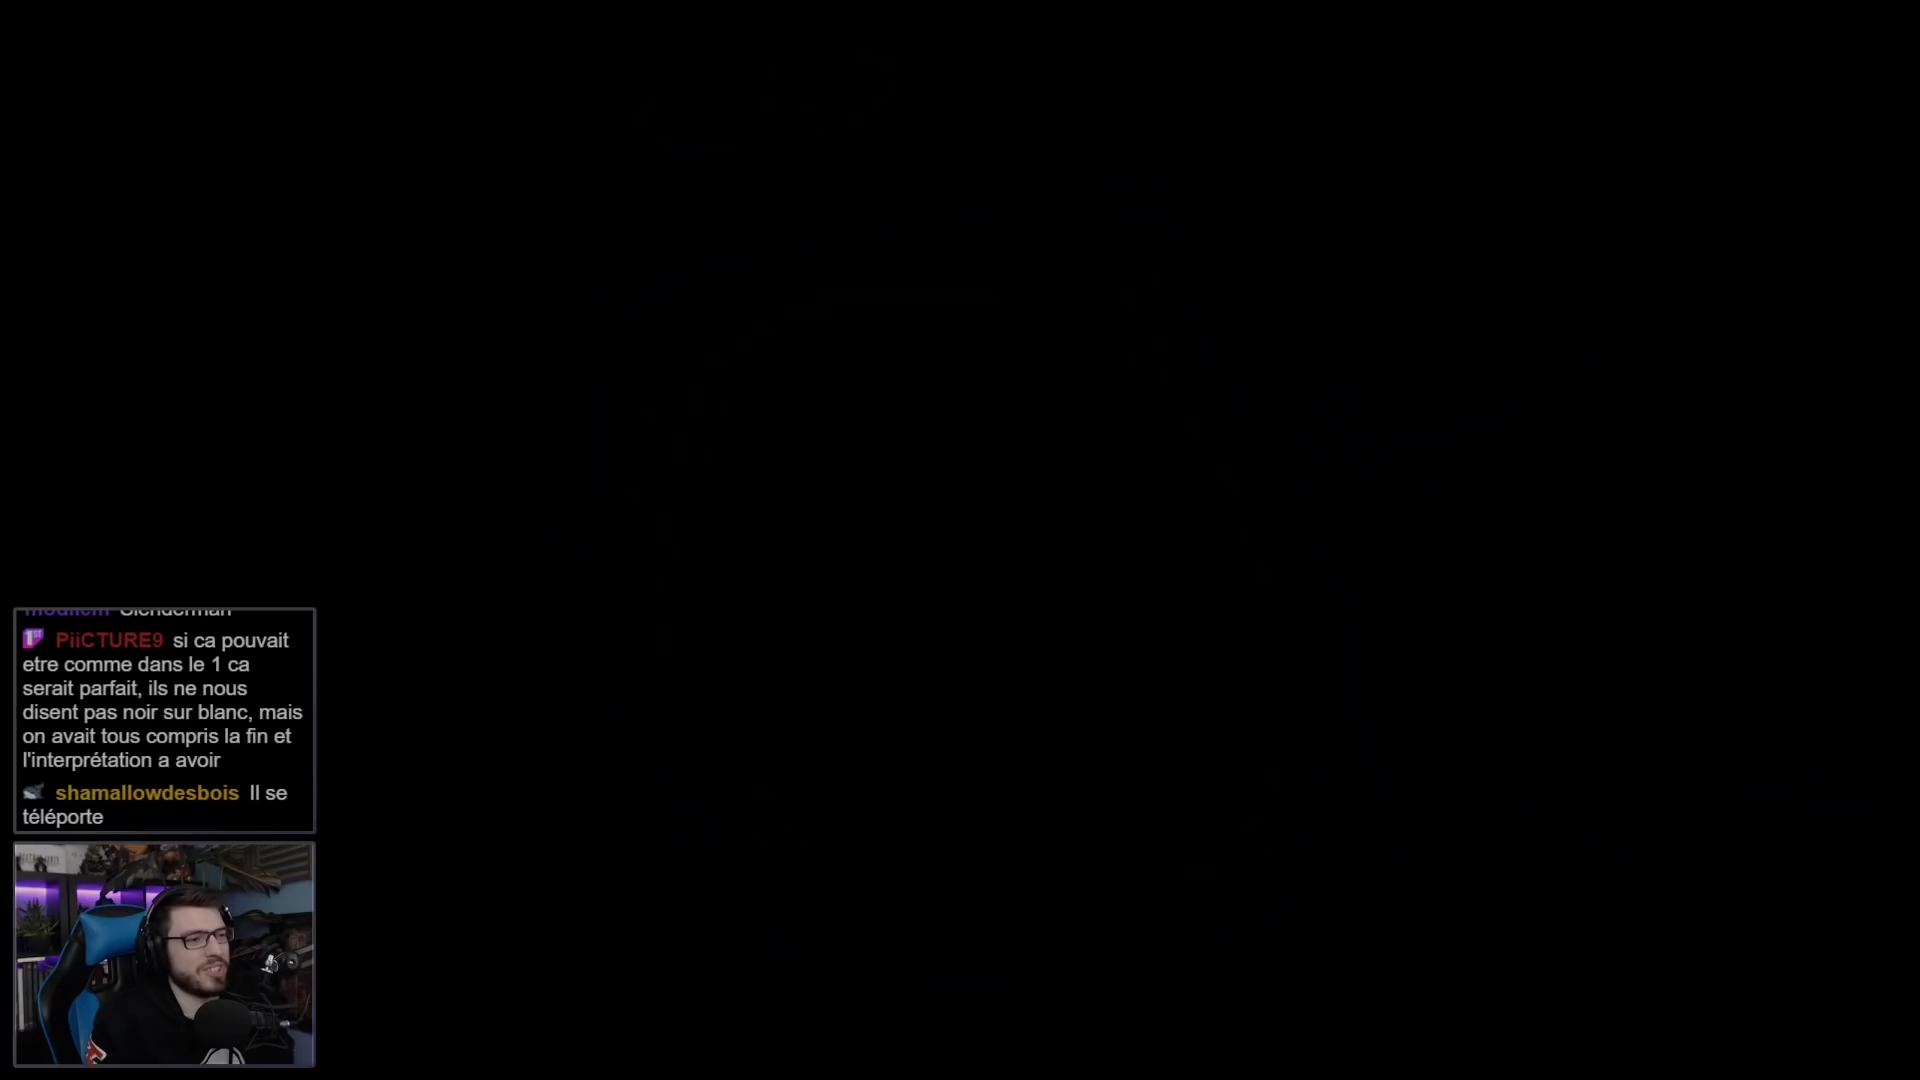 PiiCTURE9 si ca pouvait
etre comme dans le 1 ca
serait parfait, ils ne nous
disent pas noir sur blanc, mais
on avait tous compris la fin et
l'interprétation a avoir
shamallowdesbois Il se
téléporte